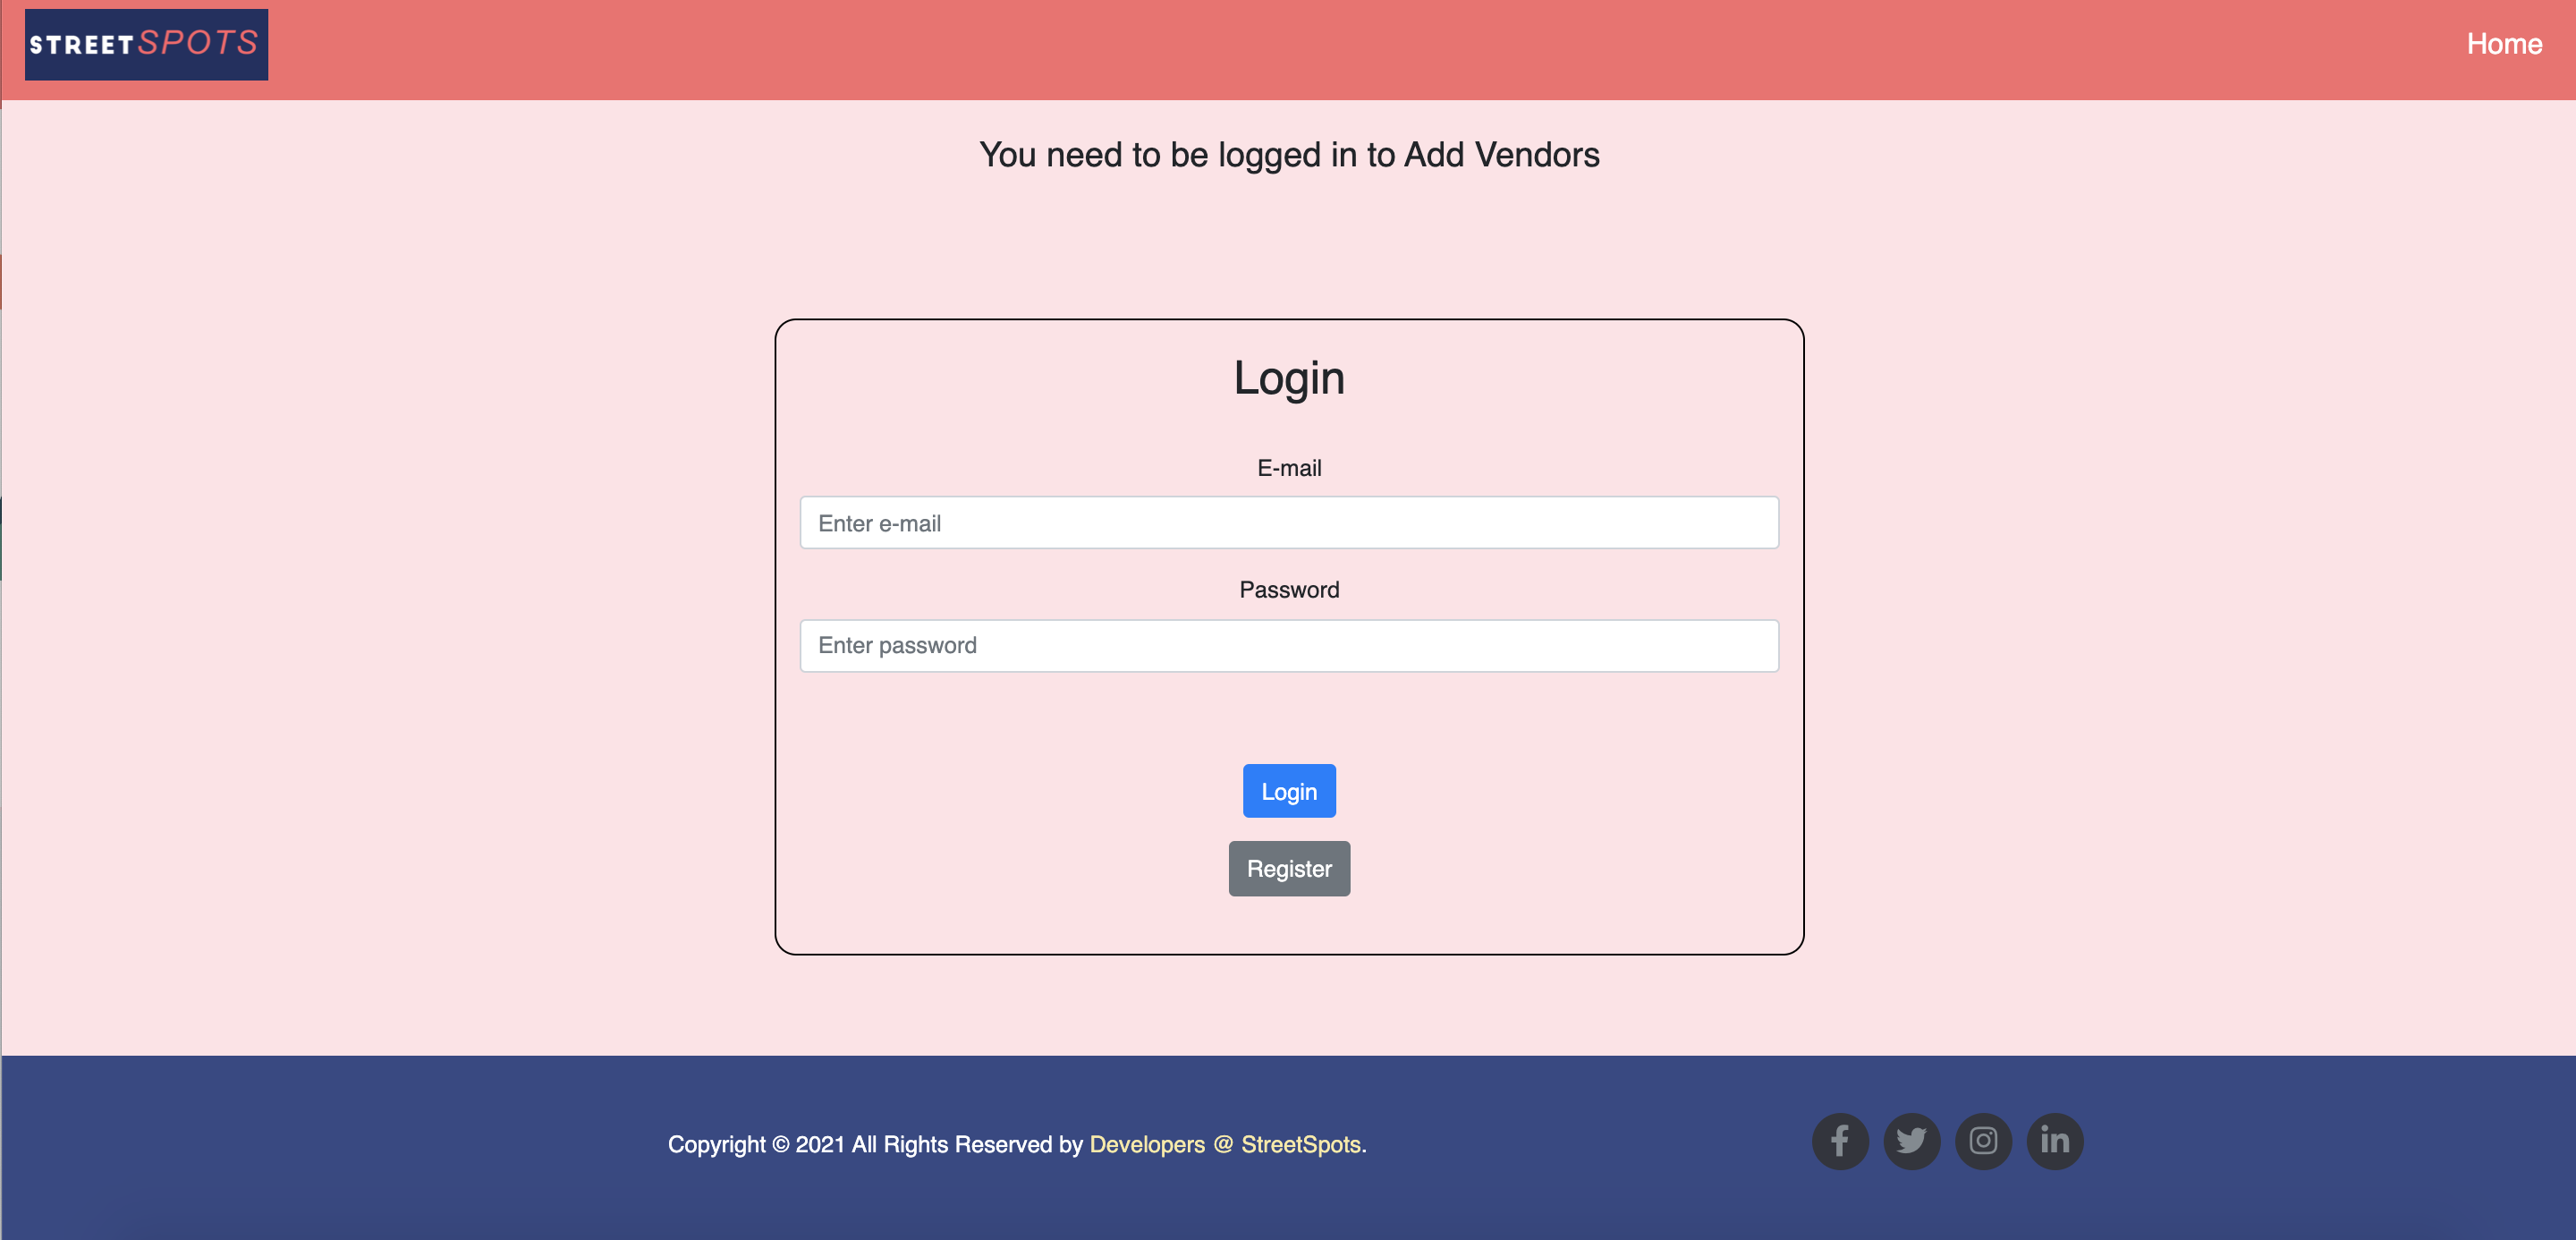 STREETSPOTS
Home
You need to be logged in to Add Vendors
Login
E-mail
Enter e-mail
Password
Enter password
Login
Register
Copyright © 2021 All Rights Reserved by Developers @ StreetSpots.